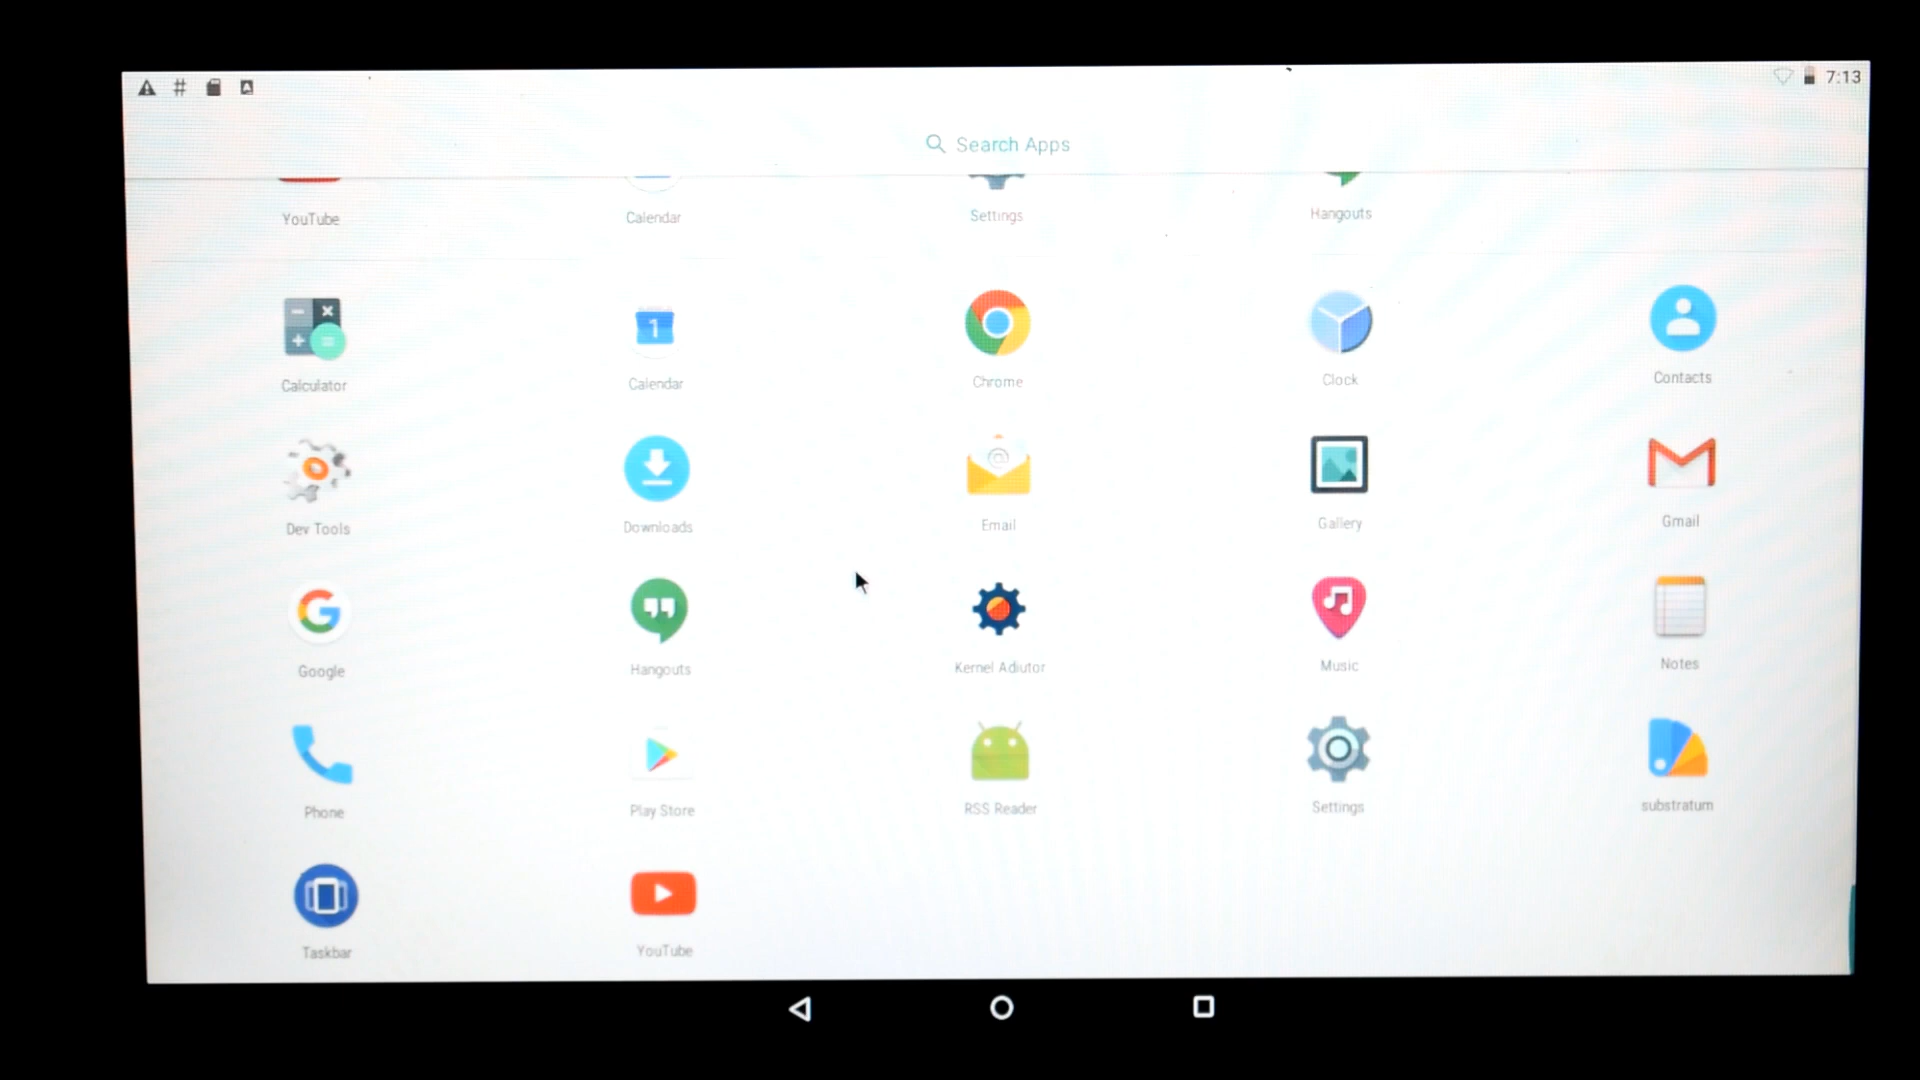 # A 7:13
Search Apps
YouTube Calendar Settings Hangouts
1
Calculator Calendar Chrome Clock Contacts
@
Dev Tools Downloads Email Gallery Gmail
G
Google Hangouts Kernel Adiutor Music Notes
Phone Play Store RSS Reader Settings substratum
Taskbar YouTube